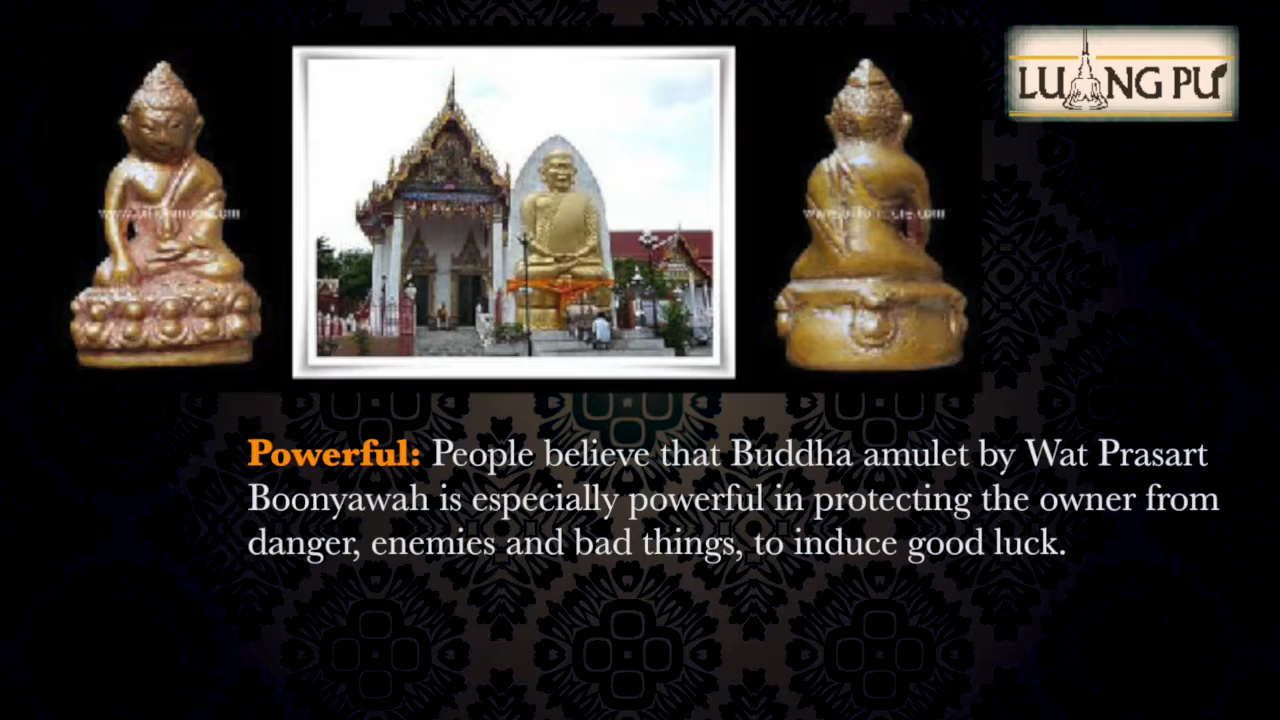 LUANG PU
Powerful: People believe that Buddha amulet by Wat Prasart
Boonyawah is especially powerful in protecting the owner from
danger, enemies and bad things, to induce good luck.